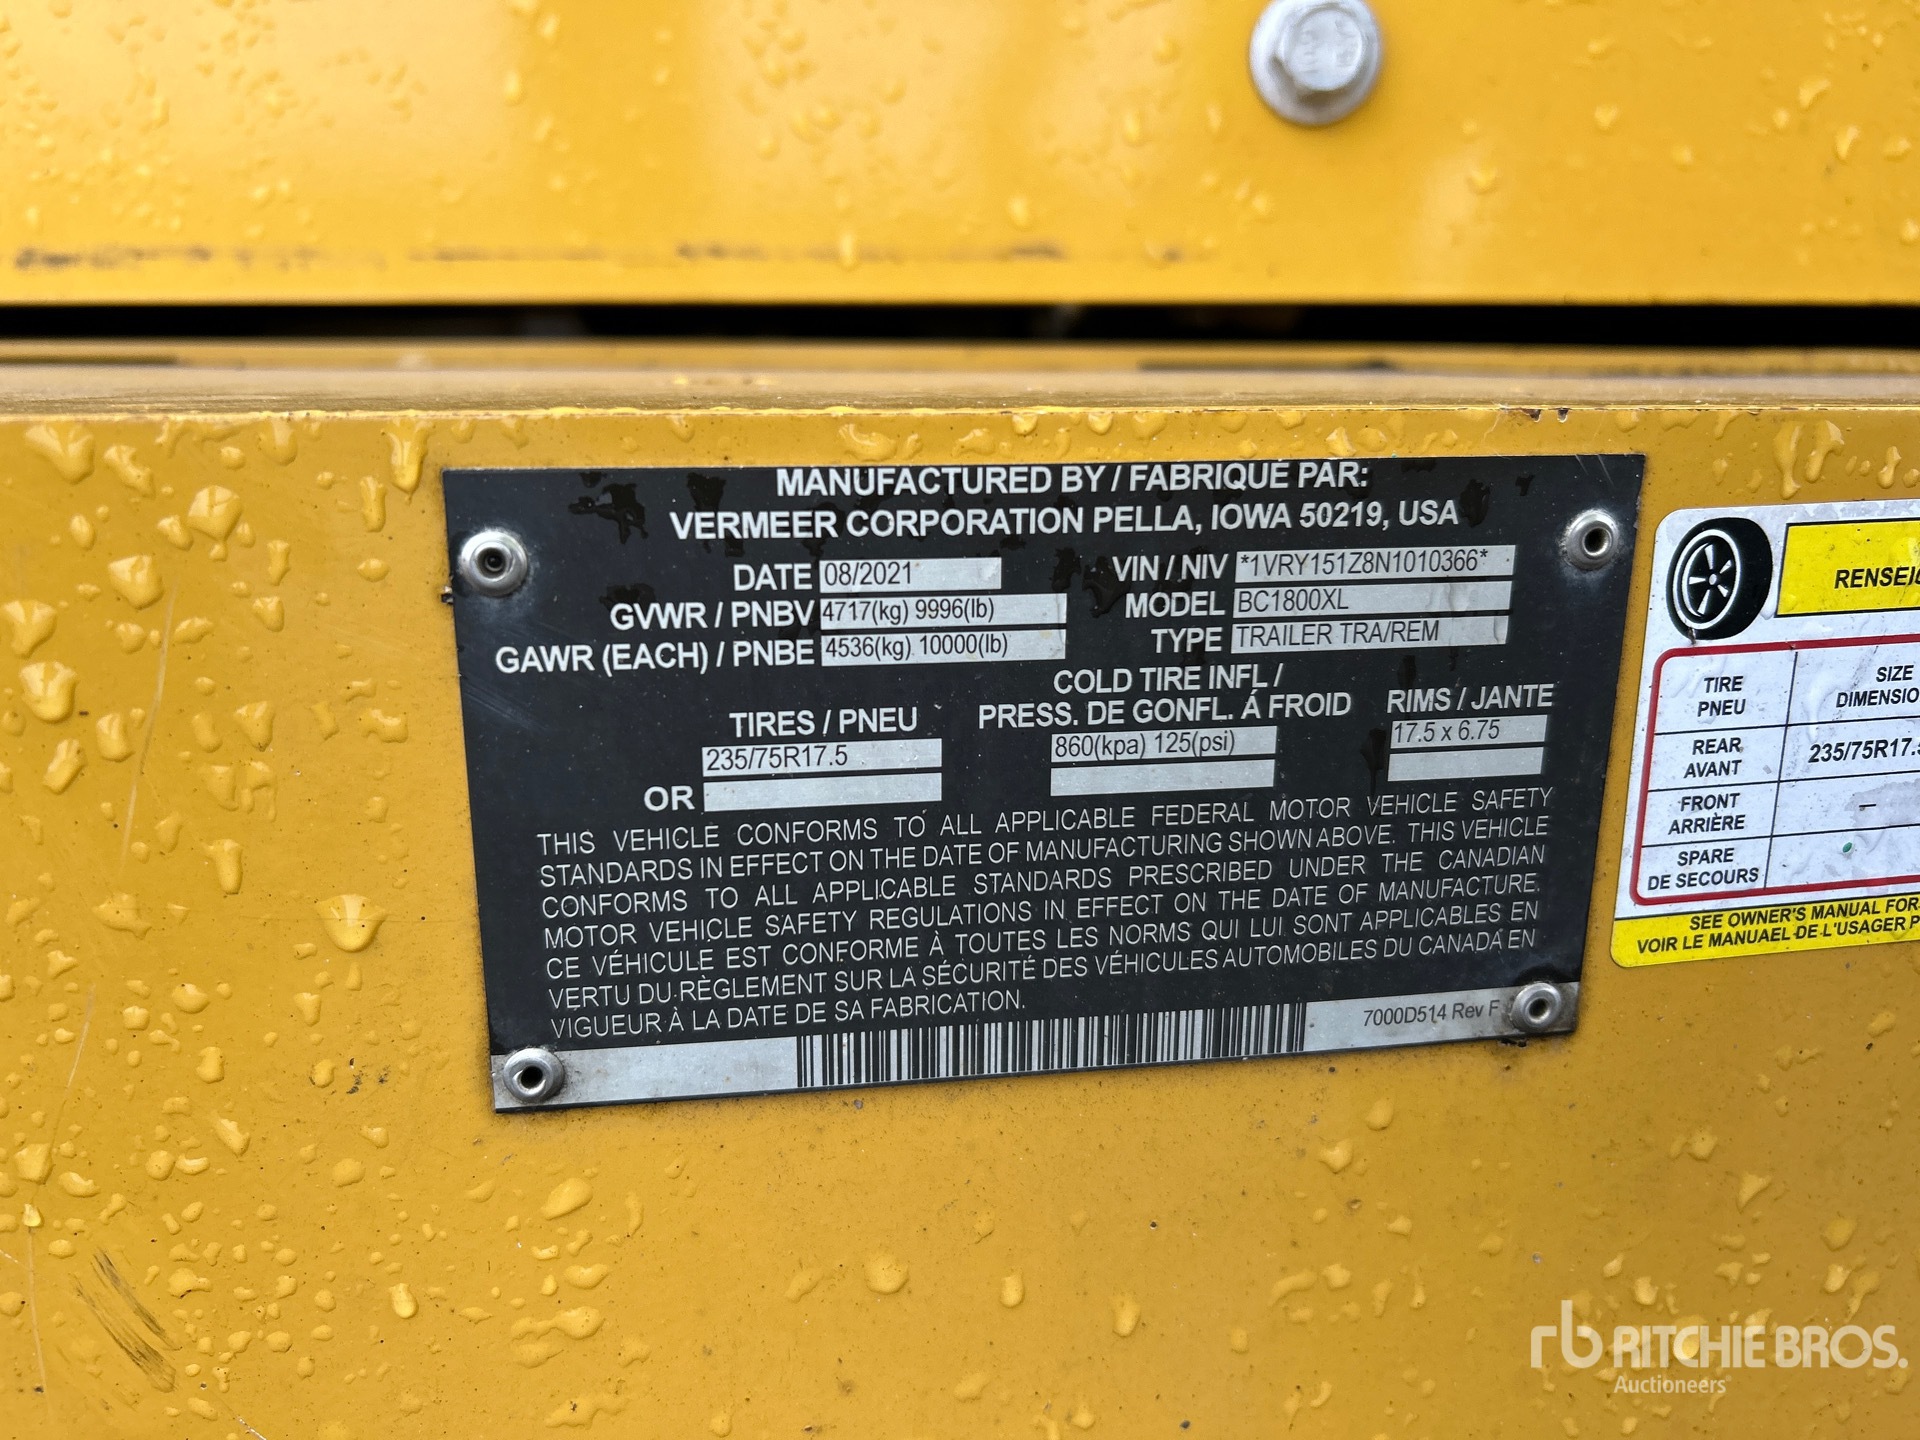 MANUFACTURED BY / FABRIQUE PAR:
VERMEER CORPORATION PELLA, IOWA 50219, USA
DATE 08/2021
GVWR / PNBV 4717(kg) 9996(lb)
GAWR (EACH) / PNBE 4536(kg) 10000(lb)
VIN / NIV *1VRY151Z8N1010366*
MODEL BC1800XL
TYPE TRAILER TRA/REM
TIRES / PNEU
235/75R17.5
OR
COLD TIRE INFL /
PRESS. DE GONFL. Á FROID
860(kpa) 125(psi)
RIMS / JANTE
17.5 x 6.75
THIS VEHICLE CONFORMS TO ALL APPLICABLE FEDERAL MOTOR VEHICLE SAFETY
STANDARDS IN EFFECT ON THE DATE OF MANUFACTURING SHOWN ABOVE. THIS VEHICLE
CONFORMS TO ALL APPLICABLE STANDARDS PRESCRIBED UNDER THE CANADIAN
MOTOR VEHICLE SAFETY REGULATIONS IN EFFECT ON THE DATE OF MANUFACTURE.
CE VÉHICULE EST CONFORME À TOUTES LES NORMS QUI LUI SONT APPLICABLES EN
VERTU DU RÈGLEMENT SUR LA SÉCURITÉ DES VÉHICULES AUTOMOBILES DU CANADA EN
VIGUEUR À LA DATE DE SA FABRICATION.
7000D514 Rev F
TIRE
PNEU
SIZE
REAR
AVANT
235/75R17.5
FRONT
ARRIÈRE
–
SPARE
DE SECOURS
SEE OWNER'S MANUAL FOR
VOIR LE MANUAEL DE L'USAGER
rb RITCHIE BROS.
Auctioneers